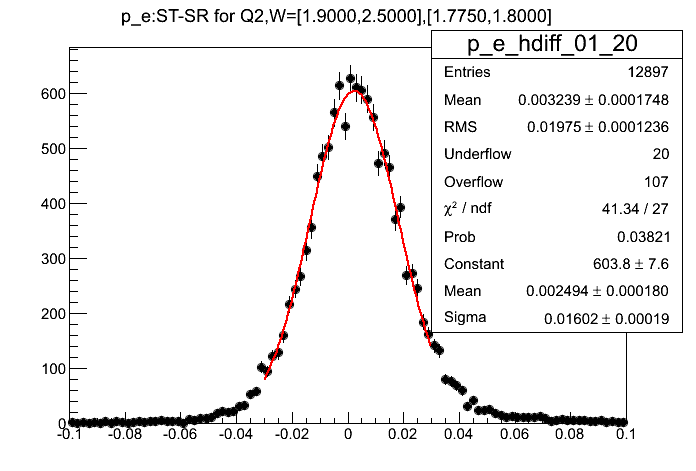 p_e:ST-SR for Q2,W=[1.9000,2.5000],[1.7750,1.8000]
p_e_hdiff_01_20
Entries 12897
Mean 0.003239 ± 0.0001748
RMS 0.01975 ± 0.0001236
Underflow 20
Overflow 107
χ² / ndf 41.34 / 27
Prob 0.03821
Constant 603.8 ± 7.6
Mean 0.002494 ± 0.000180
Sigma 0.01602 ± 0.00019
600
500
400
300
200
100
0
-0.1 -0.08 -0.06 -0.04 -0.02 0 0.02 0.04 0.06 0.08 0.1